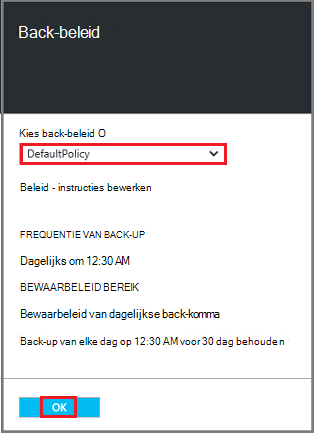 Back-beleid
Kies back-beleid O
DefaultPolicy
Beleid - instructies bewerken
FREQUENTIE VAN BACK-UP
Dagelijks om 12:30 AM
BEWAARBELEID BEREIK
Bewaarbeleid van dagelijkse back-komma
Back-up van elke dag op 12:30 AM voor 30 dag behouden
OK